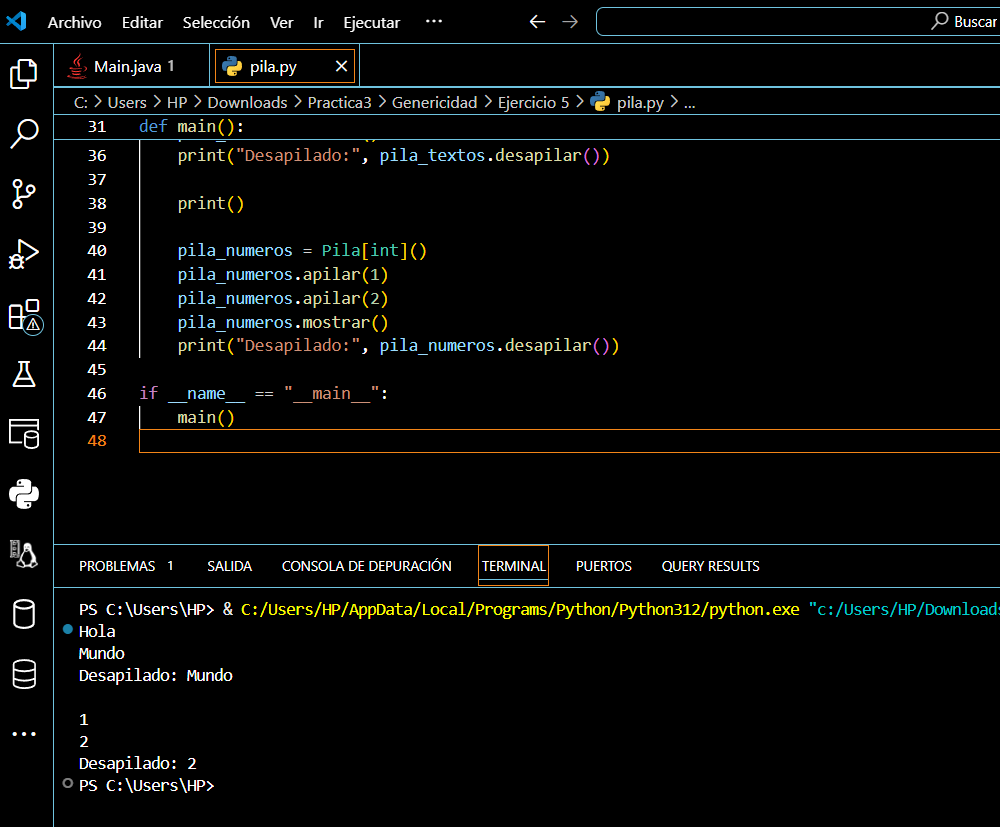 Archivo Editar Selección Ver Ir Ejecutar ... Buscar
Main.java 1 pila.py
C: > Users > HP > Downloads > Practica3 > Genericidad > Ejercicio 5 > pila.py > ...
31 def main():
36 print("Desapilado:", pila_textos.desapilar())
37
38 print()
39
40 pila_numeros = Pila[int]()
41 pila_numeros.apilar(1)
42 pila_numeros.apilar(2)
43 pila_numeros.mostrar()
44 print("Desapilado:", pila_numeros.desapilar())
45
46 if __name__ == "__main__":
47 main()
48
PROBLEMAS 1 SALIDA CONSOLA DE DEPURACIÓN TERMINAL PUERTOS QUERY RESULTS
PS C:\Users\HP> & C:/Users/HP/AppData/Local/Programs/Python/Python312/python.exe "c:/Users/HP/Downloads
Hola
Mundo
Desapilado: Mundo
1
2
Desapilado: 2
PS C:\Users\HP>